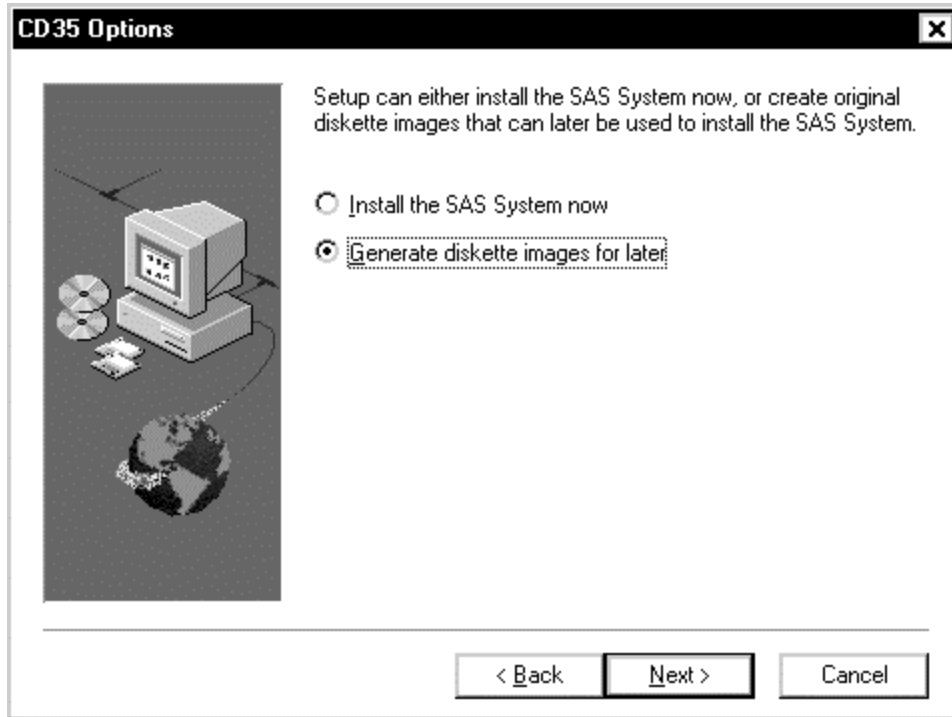 CD35 Options
Setup can either install the SAS System now, or create original
diskette images that can later be used to install the SAS System.
Install the SAS System now
Generate diskette images for later
< Back
Next >
Cancel